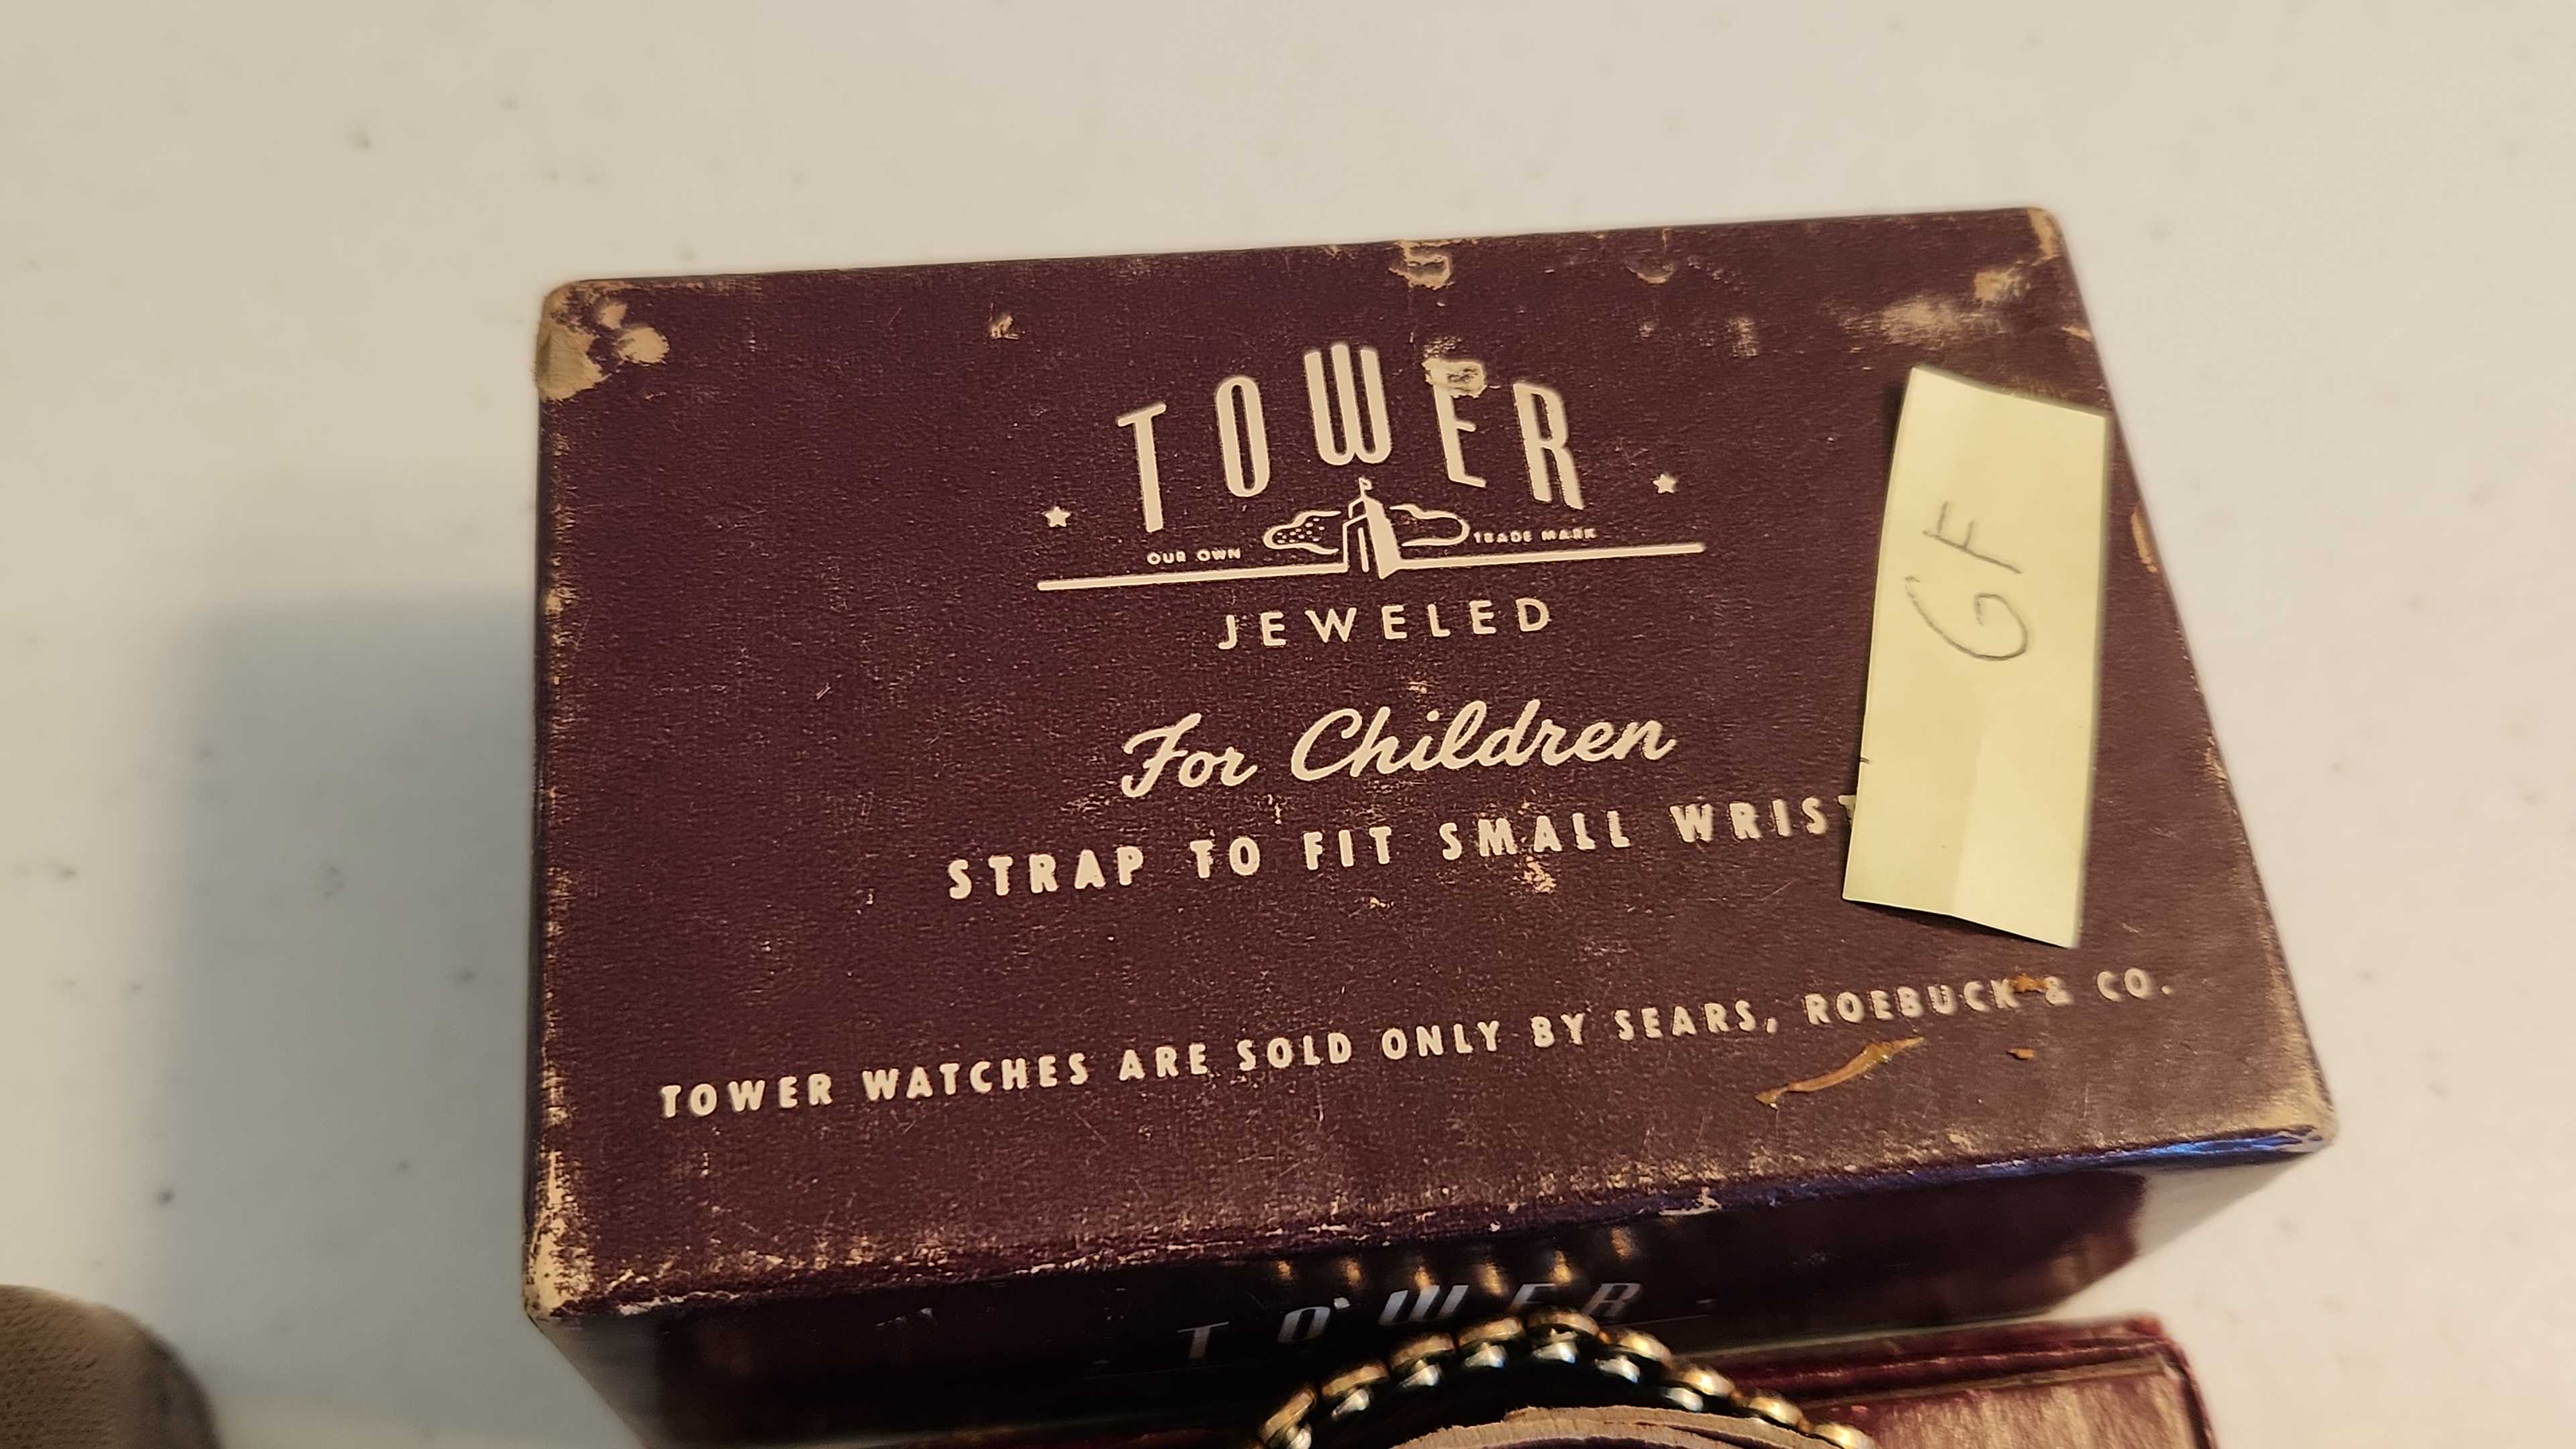 TOWER
OUR OWN TRADE MARK
JEWELED
For Children
STRAP TO FIT SMALL WRIST
TOWER WATCHES ARE SOLD ONLY BY SEARS, ROEBUCK & CO.
GF
TOWER